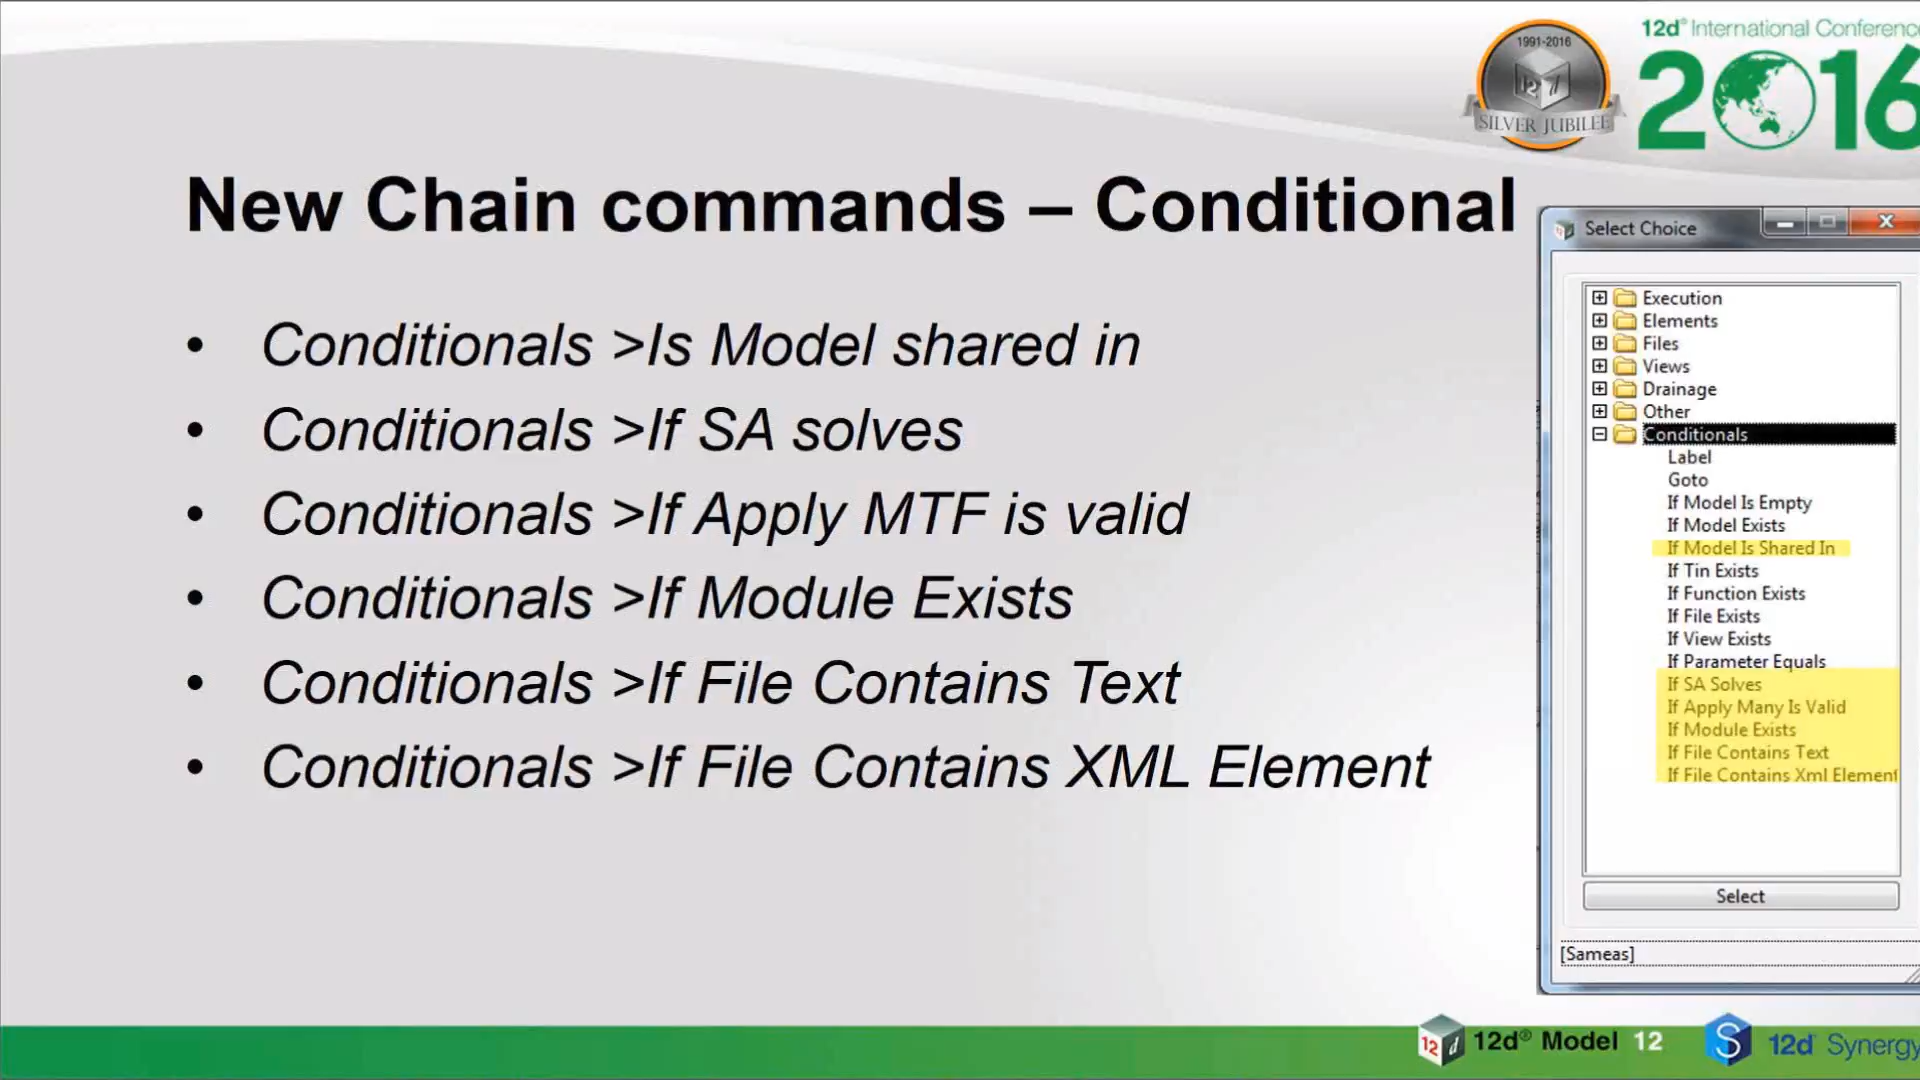 1991-2016
12d
SILVER JUBILEE
12d® International Conferenc
2016
New Chain commands – Conditional
• Conditionals >Is Model shared in
• Conditionals >If SA solves
• Conditionals >If Apply MTF is valid
• Conditionals >If Module Exists
• Conditionals >If File Contains Text
• Conditionals >If File Contains XML Element
Select Choice
Execution
Elements
Files
Views
Drainage
Other
Conditionals
Label
Goto
If Model Is Empty
If Model Exists
If Model Is Shared In
If Tin Exists
If Function Exists
If File Exists
If View Exists
If Parameter Equals
If SA Solves
If Apply Many Is Valid
If Module Exists
If File Contains Text
If File Contains Xml Element
Select
[Sameas]
12d 12d® Model 12
S 12d Synergy